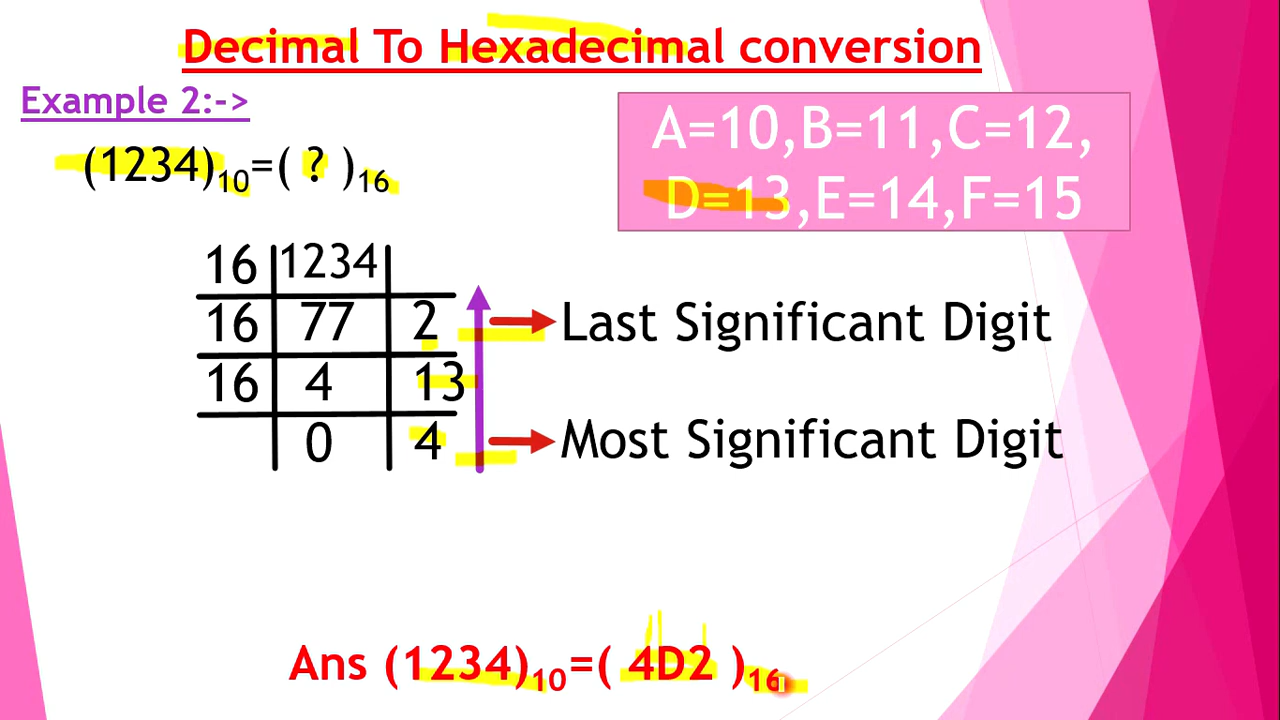 Decimal To Hexadecimal conversion
Example 2:->
A=10,B=11,C=12,
D=13,E=14,F=15
(1234)₁₀=( ? )₁₆
16 1234
16 77 2 Last Significant Digit
16 4 13
0 4 Most Significant Digit
Ans (1234)₁₀=( 4D2 )₁₆